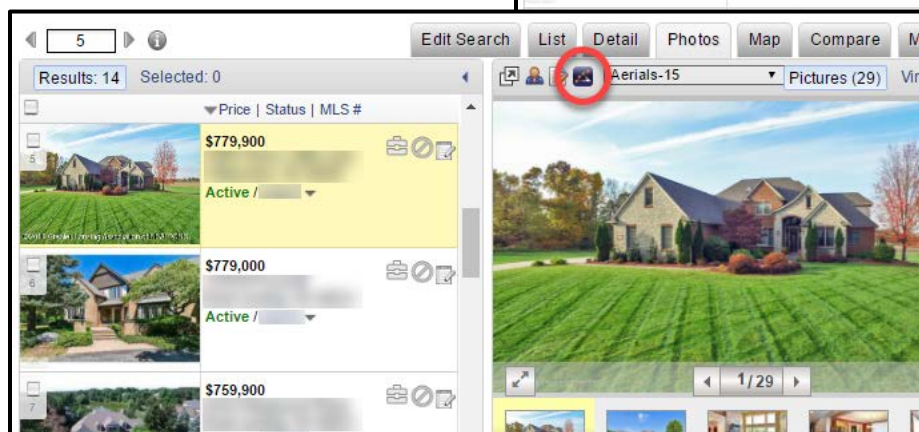 5
Edit Search List Detail Photos Map Compare
Results: 14 Selected: 0
Aerials-15 Pictures (29)
Price | Status | MLS #
5
$779,900
Active /
6
$779,000
Active /
1/29
7
$759,900